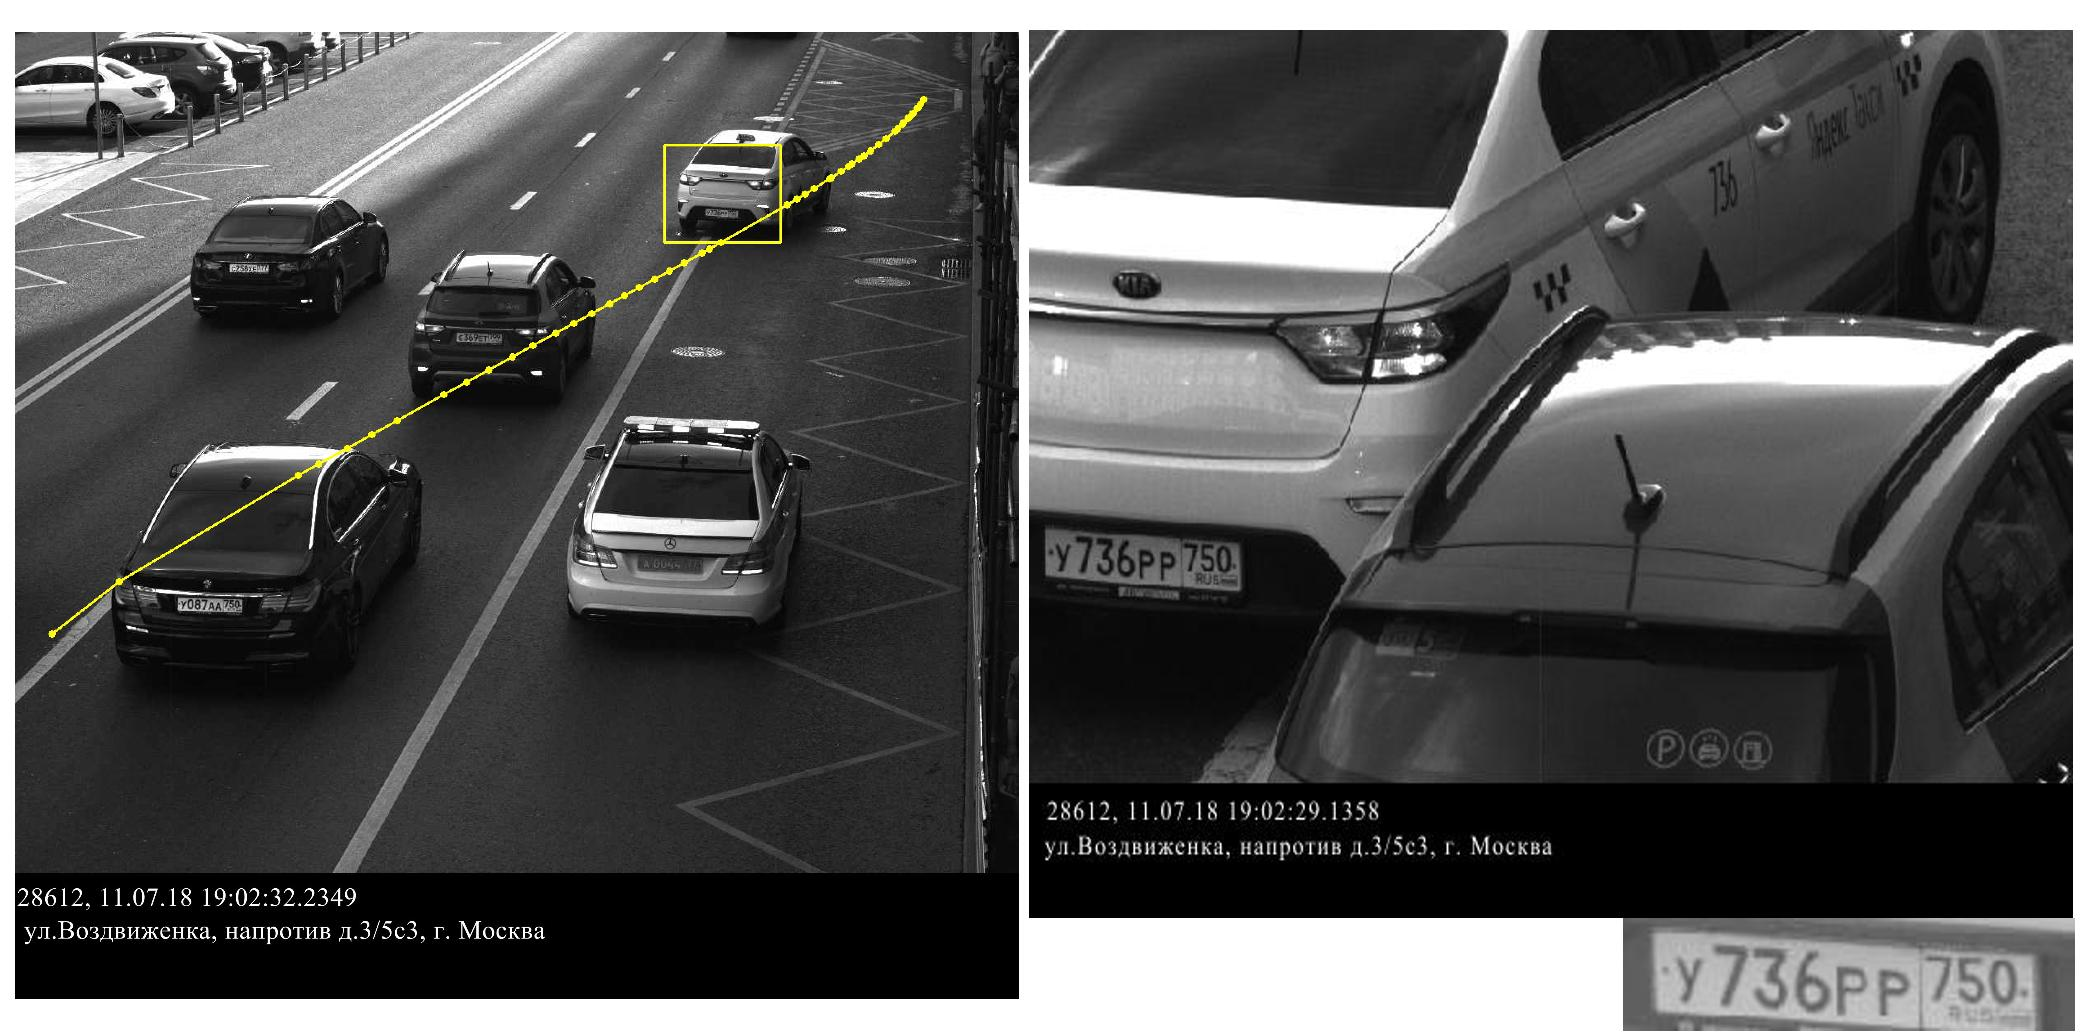 28612, 11.07.18 19:02:32.2349
ул.Воздвиженка, напротив д.3/5с3, г. Москва
У087АА 750
KIA
736
Яндекс Такси
У736РР 750
RUS
P
28612, 11.07.18 19:02:29.1358
ул.Воздвиженка, напротив д.3/5с3, г. Москва
У736РР 750
RUS